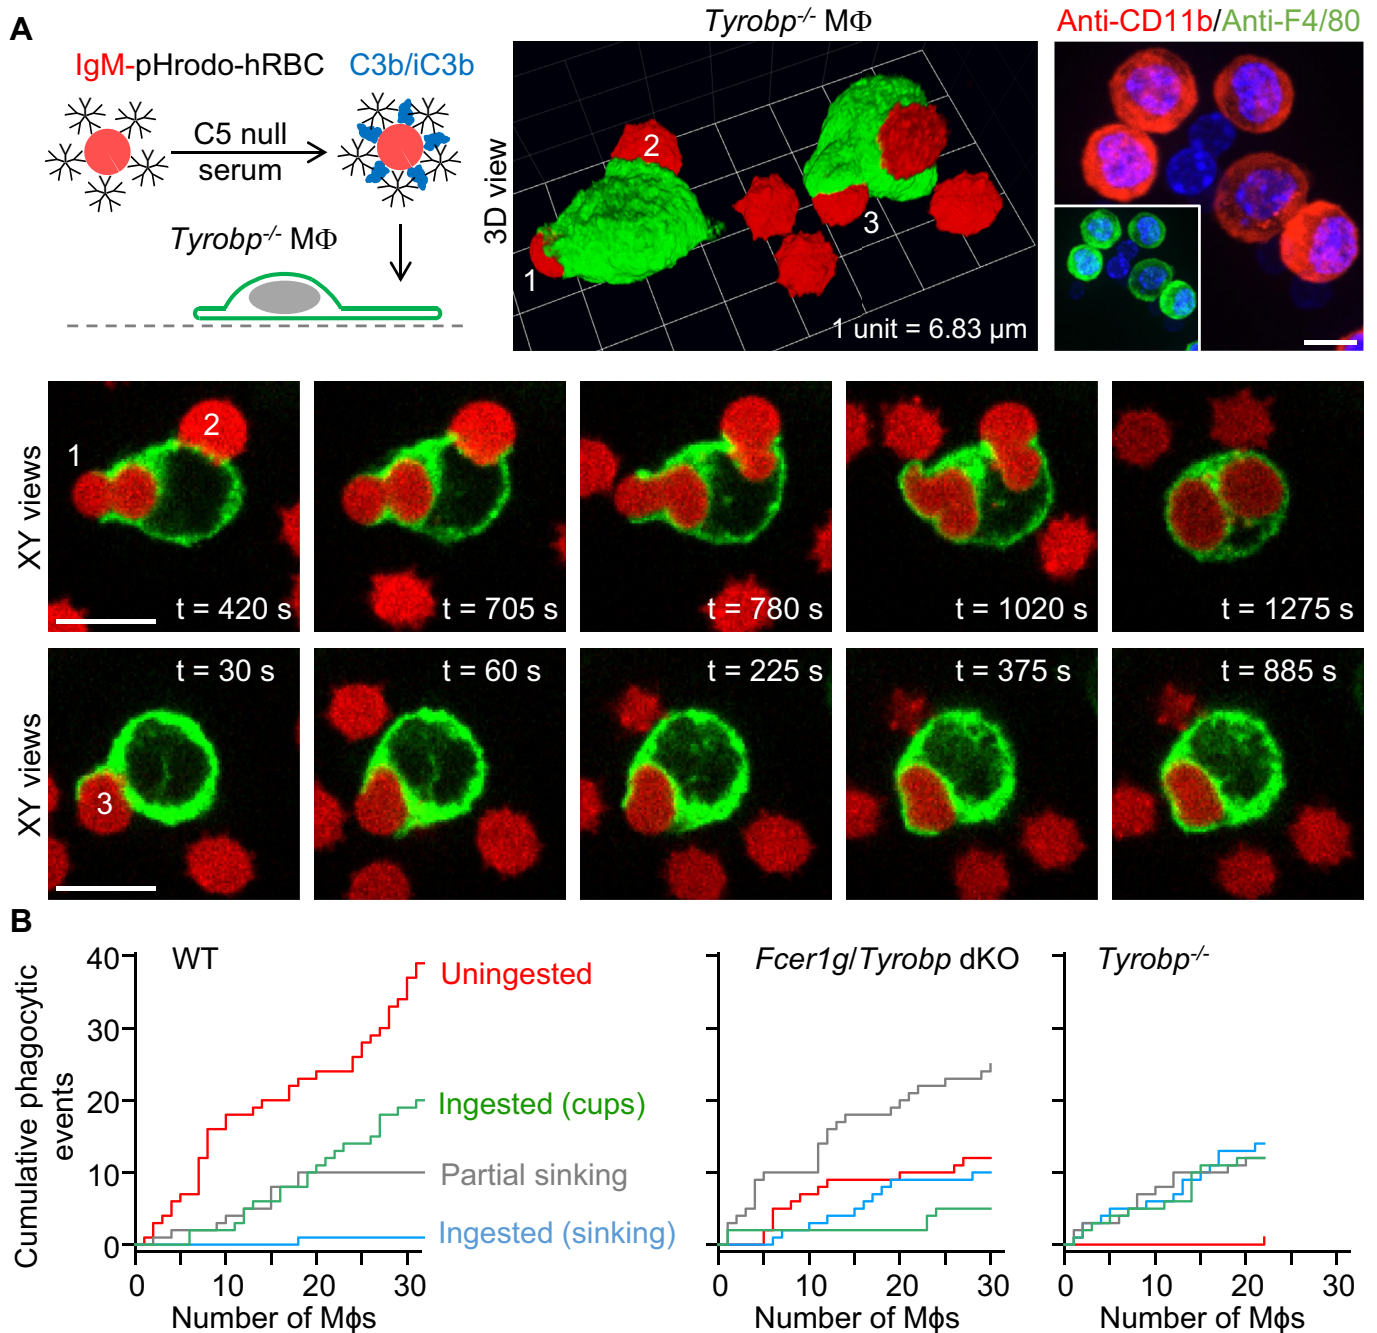 A
IgM-pHrodo-hRBC
C3b/iC3b
C5 null
serum
Tyrobp-/- MΦ
Tyrobp-/- MΦ
3D view
1
2
3
1 unit = 6.83 µm
Anti-CD11b/Anti-F4/80
XY views
1
2
t = 420 s
t = 705 s
t = 780 s
t = 1020 s
t = 1275 s
XY views
3
t = 30 s
t = 60 s
t = 225 s
t = 375 s
t = 885 s
B
Cumulative phagocytic
events
40
30
20
10
0
WT
Uningested
Ingested (cups)
Partial sinking
Ingested (sinking)
0 10 20 30
Number of Mϕs
Fcer1g/Tyrobp dKO
0 10 20 30
Number of Mϕs
Tyrobp-/-
0 10 20 30
Number of Mϕs